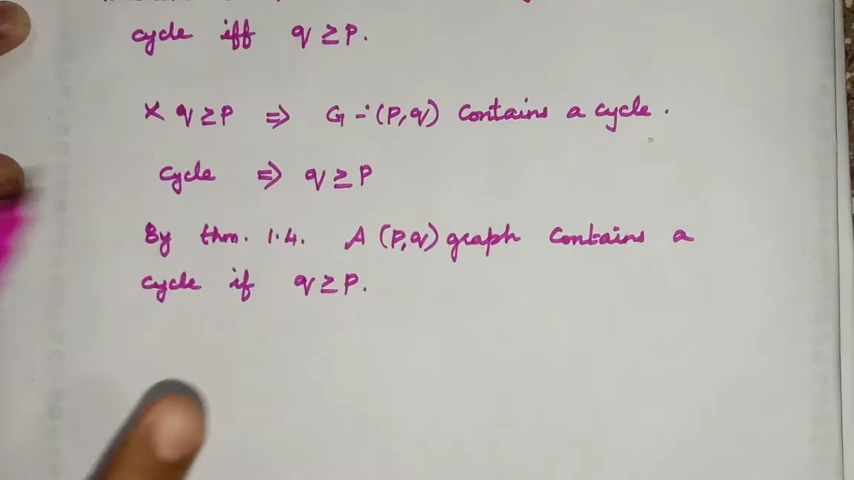 cycle iff q ≥ P.
× q ≥ P ⇒ G - (P, q) Contains a cycle.
Cycle ⇒ q ≥ P
By thm. 1.4. A (P, q) graph Contains a
cycle if q ≥ P.